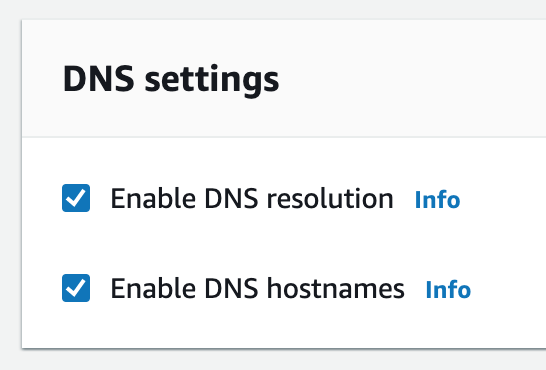 DNS settings
Enable DNS resolution Info
Enable DNS hostnames Info